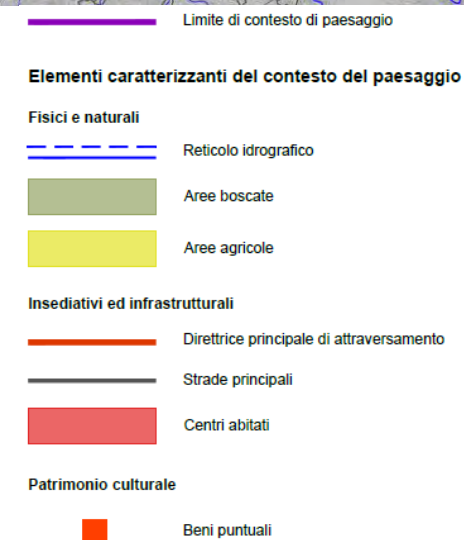 Limite di contesto di paesaggio
Elementi caratterizzanti del contesto del paesaggio
Fisici e naturali
Reticolo idrografico
Aree boscate
Aree agricole
Insediativi ed infrastrutturali
Direttrice principale di attraversamento
Strade principali
Centri abitati
Patrimonio culturale
Beni puntuali